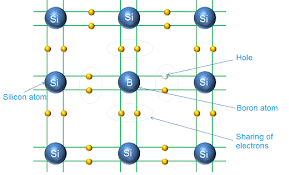 Si Si Si
Hole
Si B Si
Silicon atom
Boron atom
Sharing of
electrons
Si Si Si